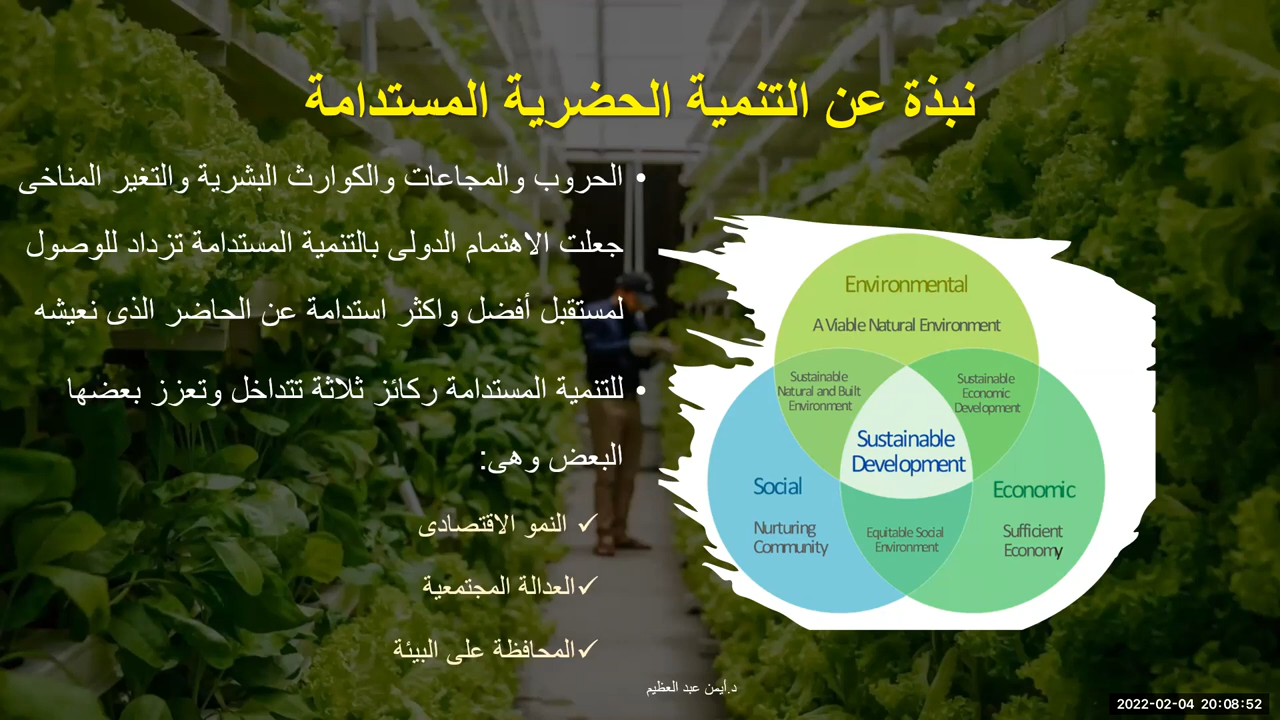 نبذة عن التنمية الحضرية المستدامة
• الحروب والمجاعات والكوارث البشرية والتغير المناخى
جعلت الاهتمام الدولى بالتنمية المستدامة تزداد للوصول
لمستقبل أفضل واكثر استدامة عن الحاضر الذى نعيشه
• للتنمية المستدامة ركائز ثلاثة تتداخل وتعزز بعضها
البعض وهى:
✓ النمو الاقتصادى
✓ العدالة المجتمعية
✓ المحافظة على البيئة
Environmental
A Viable Natural Environment
Sustainable
Natural and Built
Environment
Sustainable
Economic
Development
Sustainable
Development
Social
Nurturing
Community
Economic
Sufficient
Economy
Equitable Social
Environment
د.أيمن عبد العظيم
2022-02-04 20:08:52